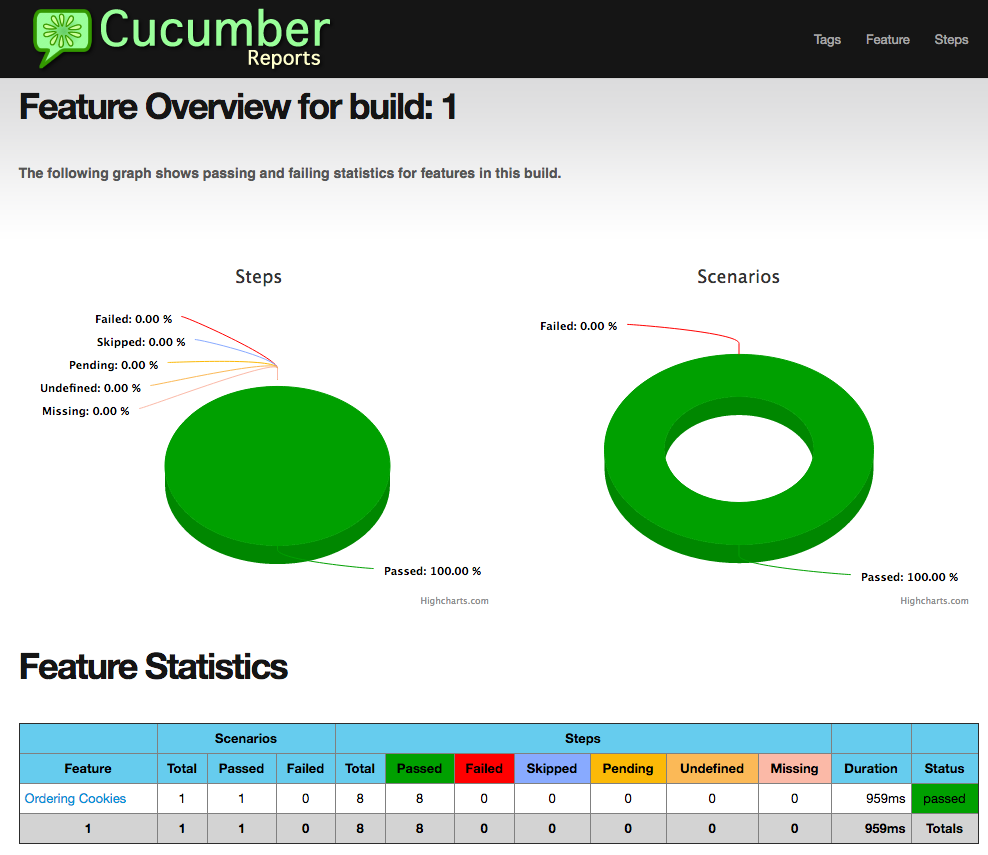 Cucumber
Reports
Tags Feature Steps
Feature Overview for build: 1
The following graph shows passing and failing statistics for features in this build.
Steps
Failed: 0.00 %
Skipped: 0.00 %
Pending: 0.00 %
Undefined: 0.00 %
Missing: 0.00 %
Passed: 100.00 %
Highcharts.com
Scenarios
Failed: 0.00 %
Passed: 100.00 %
Highcharts.com
Feature Statistics
Scenarios Steps
Feature Total Passed Failed Total Passed Failed Skipped Pending Undefined Missing Duration Status
Ordering Cookies 1 1 0 8 8 0 0 0 0 0 959ms passed
1 1 1 0 8 8 0 0 0 0 0 959ms Totals